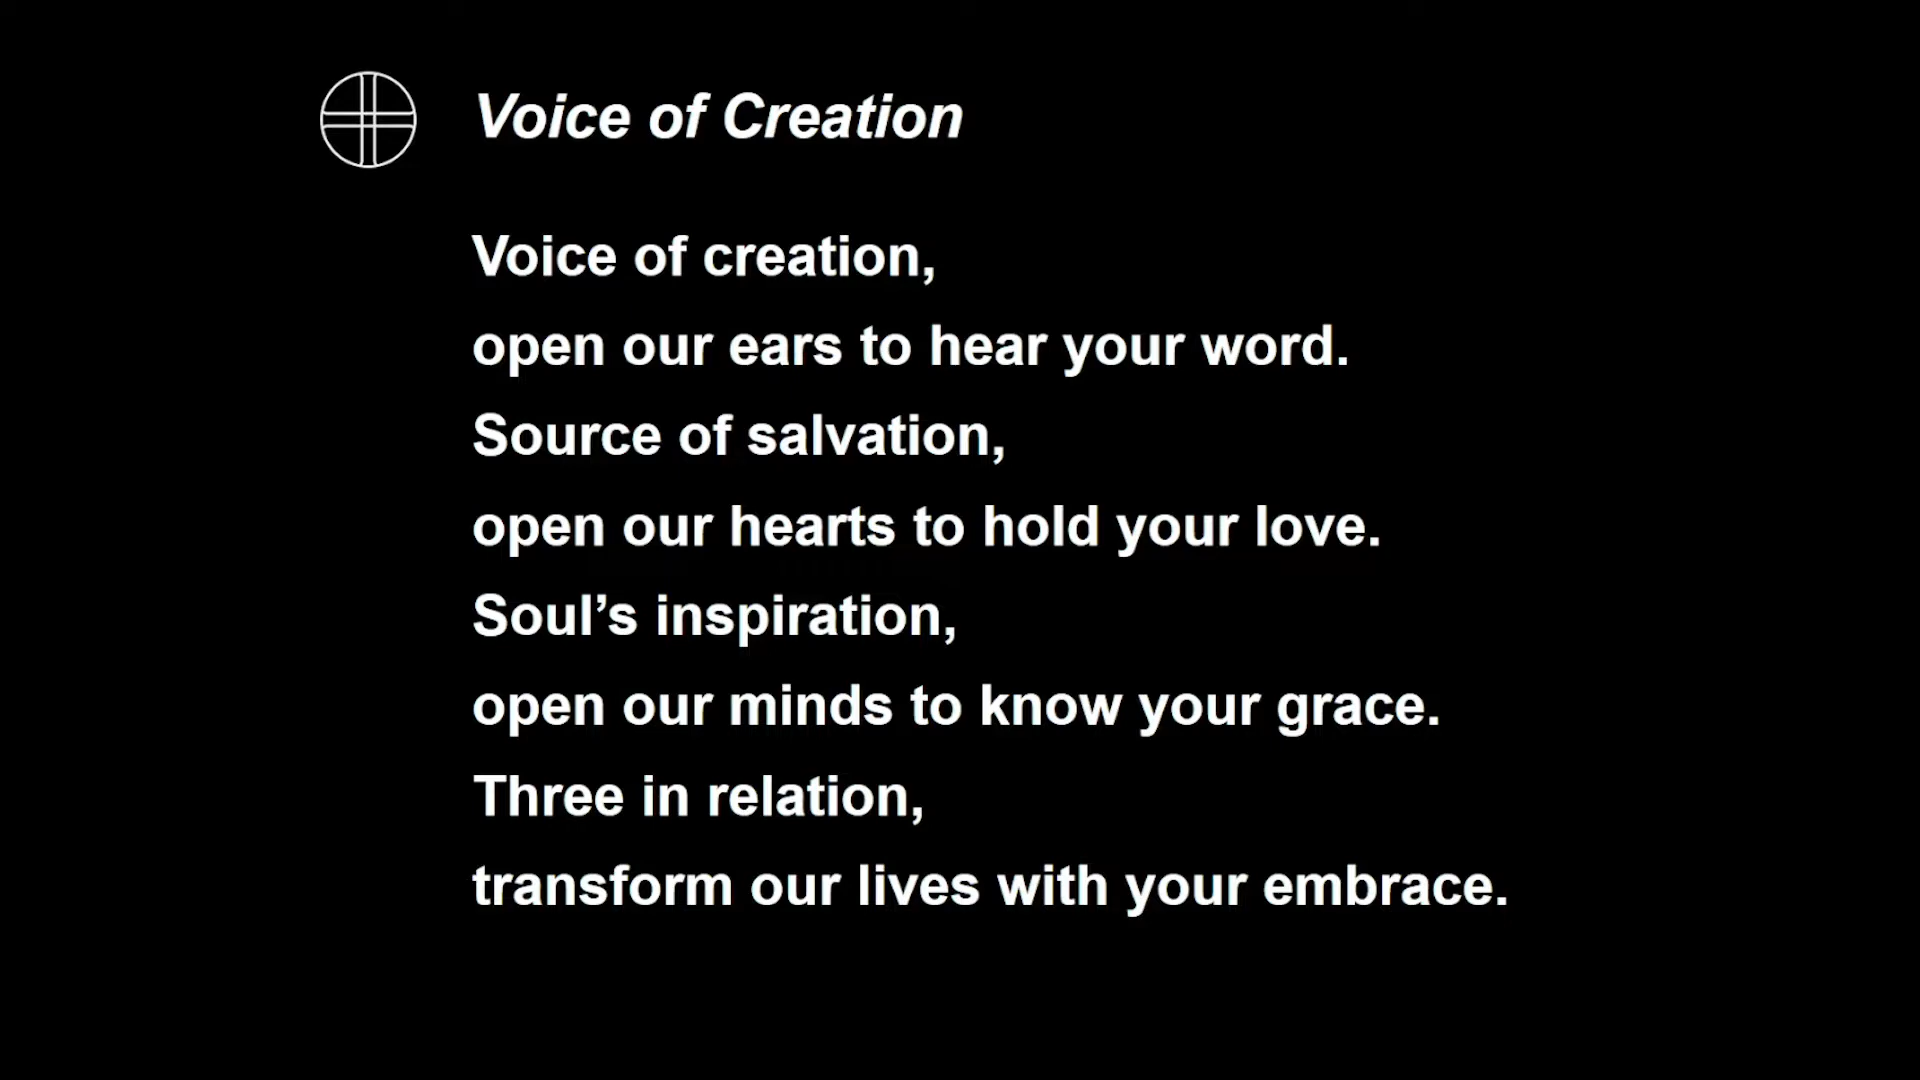 Voice of Creation
Voice of creation,
open our ears to hear your word.
Source of salvation,
open our hearts to hold your love.
Soul’s inspiration,
open our minds to know your grace.
Three in relation,
transform our lives with your embrace.